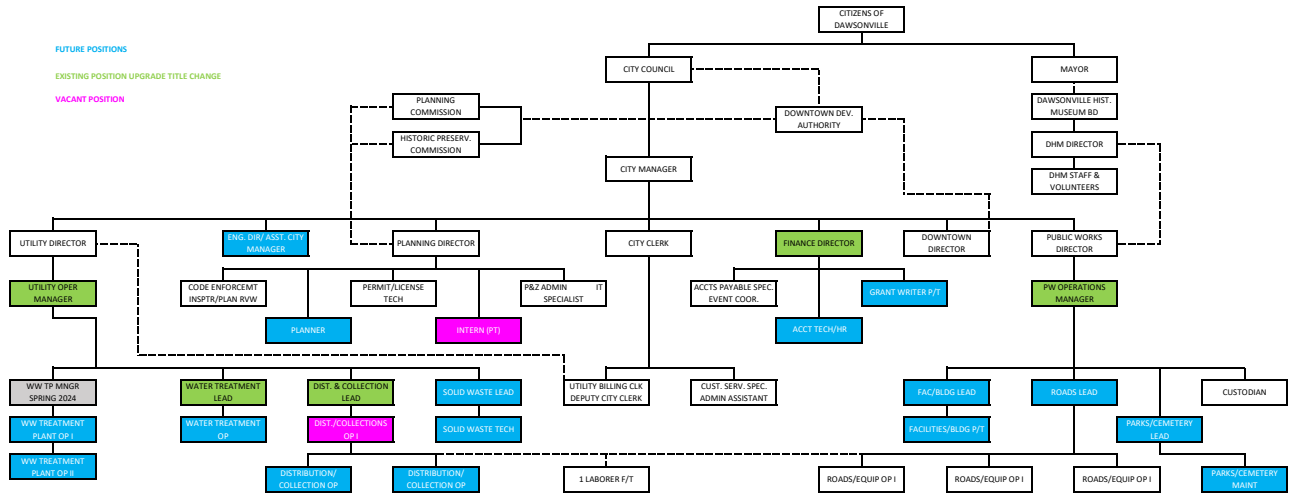 CITIZENS OF
DAWSONVILLE
FUTURE POSITIONS
EXISTING POSITION UPGRADE TITLE CHANGE
VACANT POSITION
CITY COUNCIL
MAYOR
PLANNING
COMMISSION
DOWNTOWN DEV.
AUTHORITY
DAWSONVILLE HIST.
MUSEUM BD
HISTORIC PRESERV.
COMMISSION
DHM DIRECTOR
CITY MANAGER
DHM STAFF &
VOLUNTEERS
UTILITY DIRECTOR
ENG. DIR/ ASST. CITY
MANAGER
PLANNING DIRECTOR
CITY CLERK
FINANCE DIRECTOR
DOWNTOWN
DIRECTOR
PUBLIC WORKS
DIRECTOR
UTILITY OPER
MANAGER
CODE ENFORCEMT
INSPTR/PLAN RVW
PERMIT/LICENSE
TECH
P&Z ADMIN IT
SPECIALIST
ACCTS PAYABLE SPEC.
EVENT COOR.
GRANT WRITER P/T
PW OPERATIONS
MANAGER
PLANNER
INTERN (PT)
ACCT TECH/HR
WW TP MNGR
SPRING 2024
WATER TREATMENT
LEAD
DIST. & COLLECTION
LEAD
SOLID WASTE LEAD
UTILITY BILLING CLK
DEPUTY CITY CLERK
CUST. SERV. SPEC.
ADMIN ASSISTANT
FAC/BLDG LEAD
ROADS LEAD
CUSTODIAN
WW TREATMENT
PLANT OP I
WATER TREATMENT
OP
DIST./COLLECTIONS
OP I
SOLID WASTE TECH
FACILITIES/BLDG P/T
PARKS/CEMETERY
LEAD
WW TREATMENT
PLANT OP II
DISTRIBUTION/
COLLECTION OP
DISTRIBUTION/
COLLECTION OP
1 LABORER F/T
ROADS/EQUIP OP I
ROADS/EQUIP OP I
ROADS/EQUIP OP I
PARKS/CEMETERY
MAINT